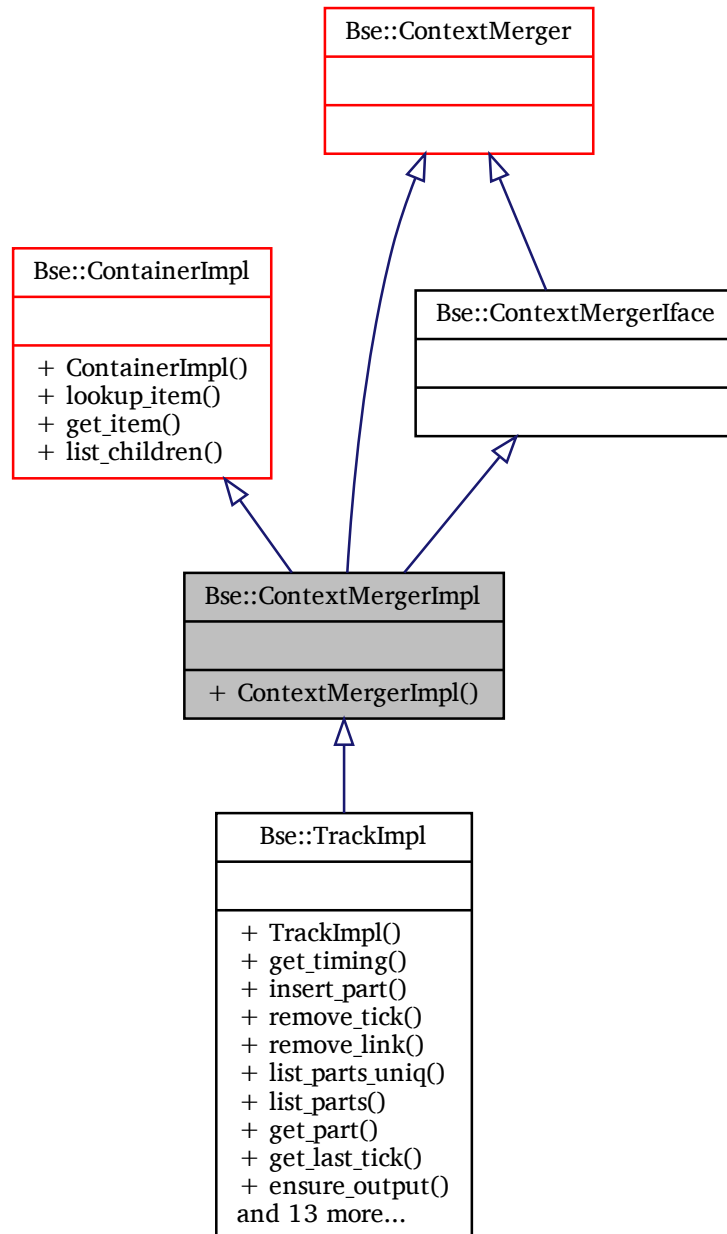 Bse::ContextMerger
Bse::ContainerImpl
+ ContainerImpl()
+ lookup_item()
+ get_item()
+ list_children()
Bse::ContextMergerIface
Bse::ContextMergerImpl
+ ContextMergerImpl()
Bse::TrackImpl
+ TrackImpl()
+ get_timing()
+ insert_part()
+ remove_tick()
+ remove_link()
+ list_parts_uniq()
+ list_parts()
+ get_part()
+ get_last_tick()
+ ensure_output()
and 13 more...